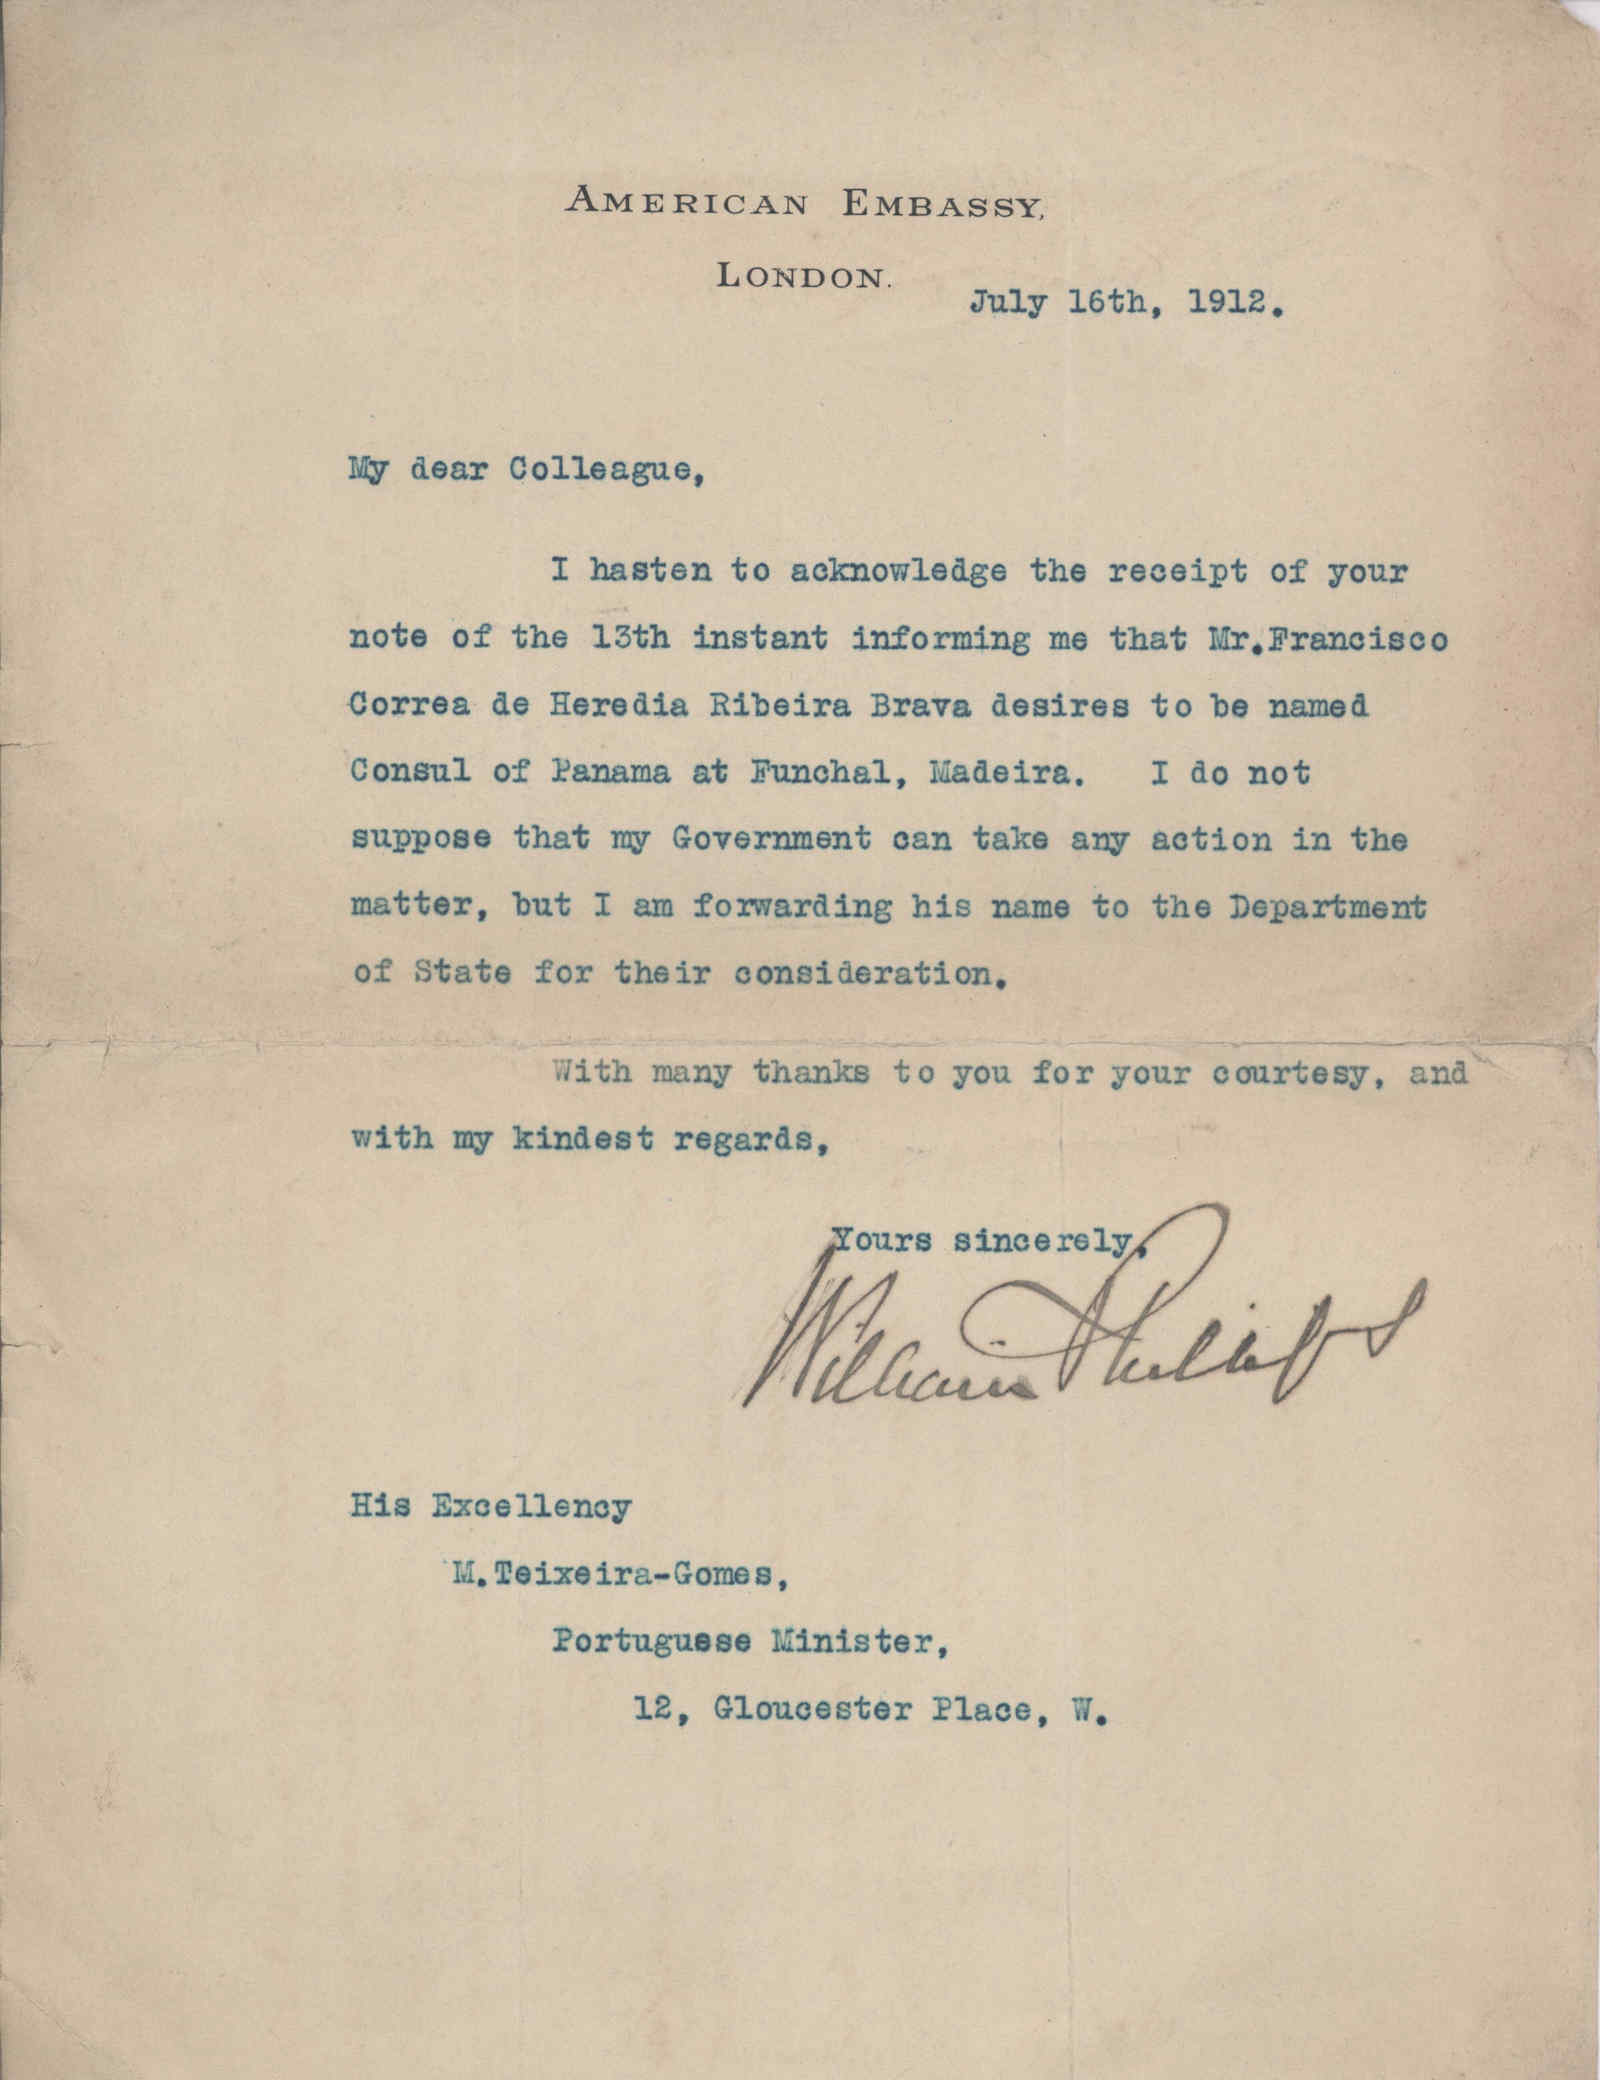 AMERICAN EMBASSY,
LONDON.
July 16th, 1912.
My dear Colleague,
I hasten to acknowledge the receipt of your
note of the 13th instant informing me that Mr.Francisco
Correa de Heredia Ribeira Brava desires to be named
Consul of Panama at Funchal, Madeira. I do not
suppose that my Government can take any action in the
matter, but I am forwarding his name to the Department
of State for their consideration.
With many thanks to you for your courtesy, and
with my kindest regards,
Yours sincerely,
William Phillips
His Excellency
M.Teixeira-Gomes,
Portuguese Minister,
12, Gloucester Place, W.